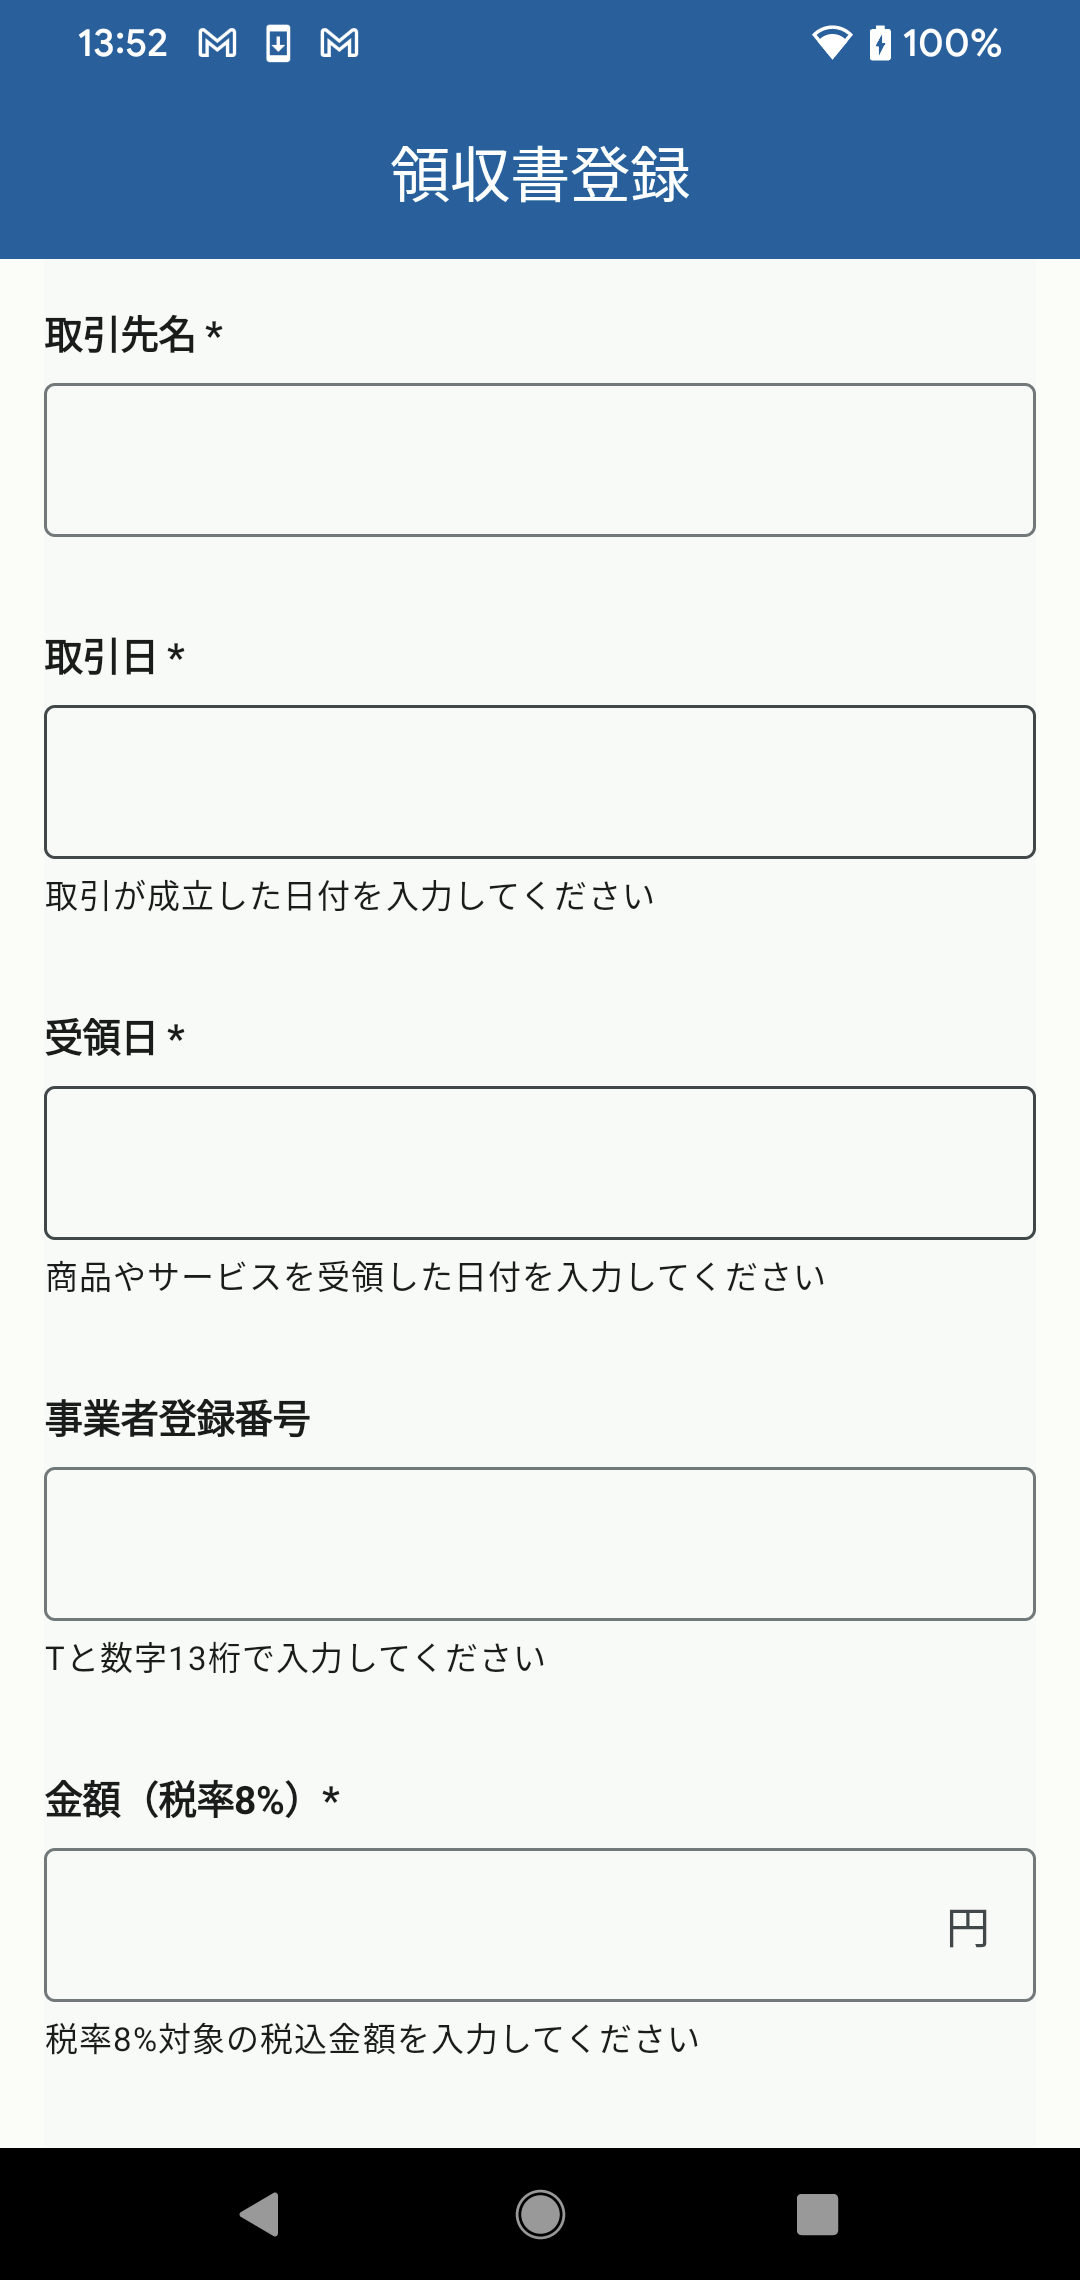 13:52 100%
領収書登録
取引先名 *
取引日 *
取引が成立した日付を入力してください
受領日 *
商品やサービスを受領した日付を入力してください
事業者登録番号
Tと数字13桁で入力してください
金額（税率8%）*
円
税率8%対象の税込金額を入力してください